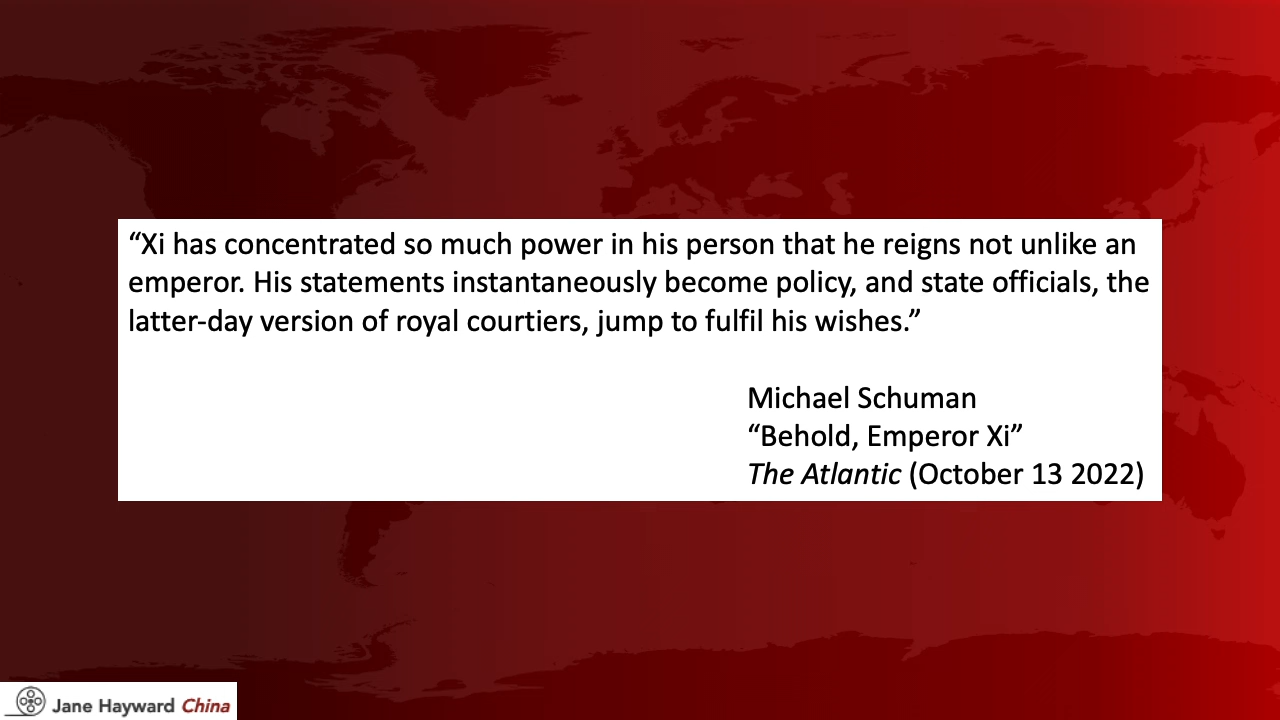 “Xi has concentrated so much power in his person that he reigns not unlike an
emperor. His statements instantaneously become policy, and state officials, the
latter-day version of royal courtiers, jump to fulfil his wishes.”
Michael Schuman
“Behold, Emperor Xi”
The Atlantic (October 13 2022)
Jane Hayward China